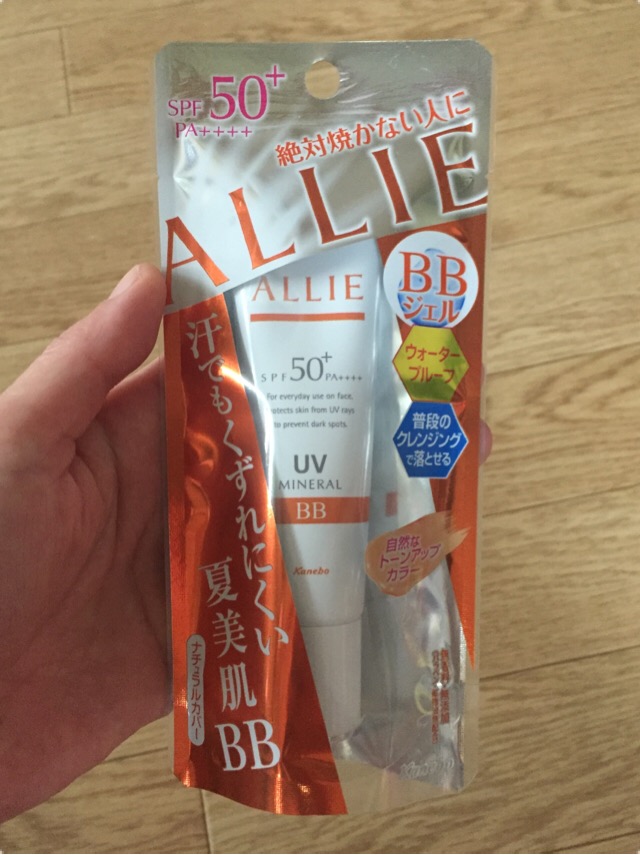 SPF 50+
PA++++
絶対焼かない人に
ALLIE
BB
ジェル
ウォーター
プルーフ
普段の
クレンジング
で落とせる
ALLIE
SPF 50+ PA++++
For everyday use on face,
protects skin from UV rays
to prevent dark spots.
UV
MINERAL
BB
Kanebo
自然な
トーンアップ
カラー
汗でもくずれにくい
夏美肌BB
ナチュラルカバー
Kanebo